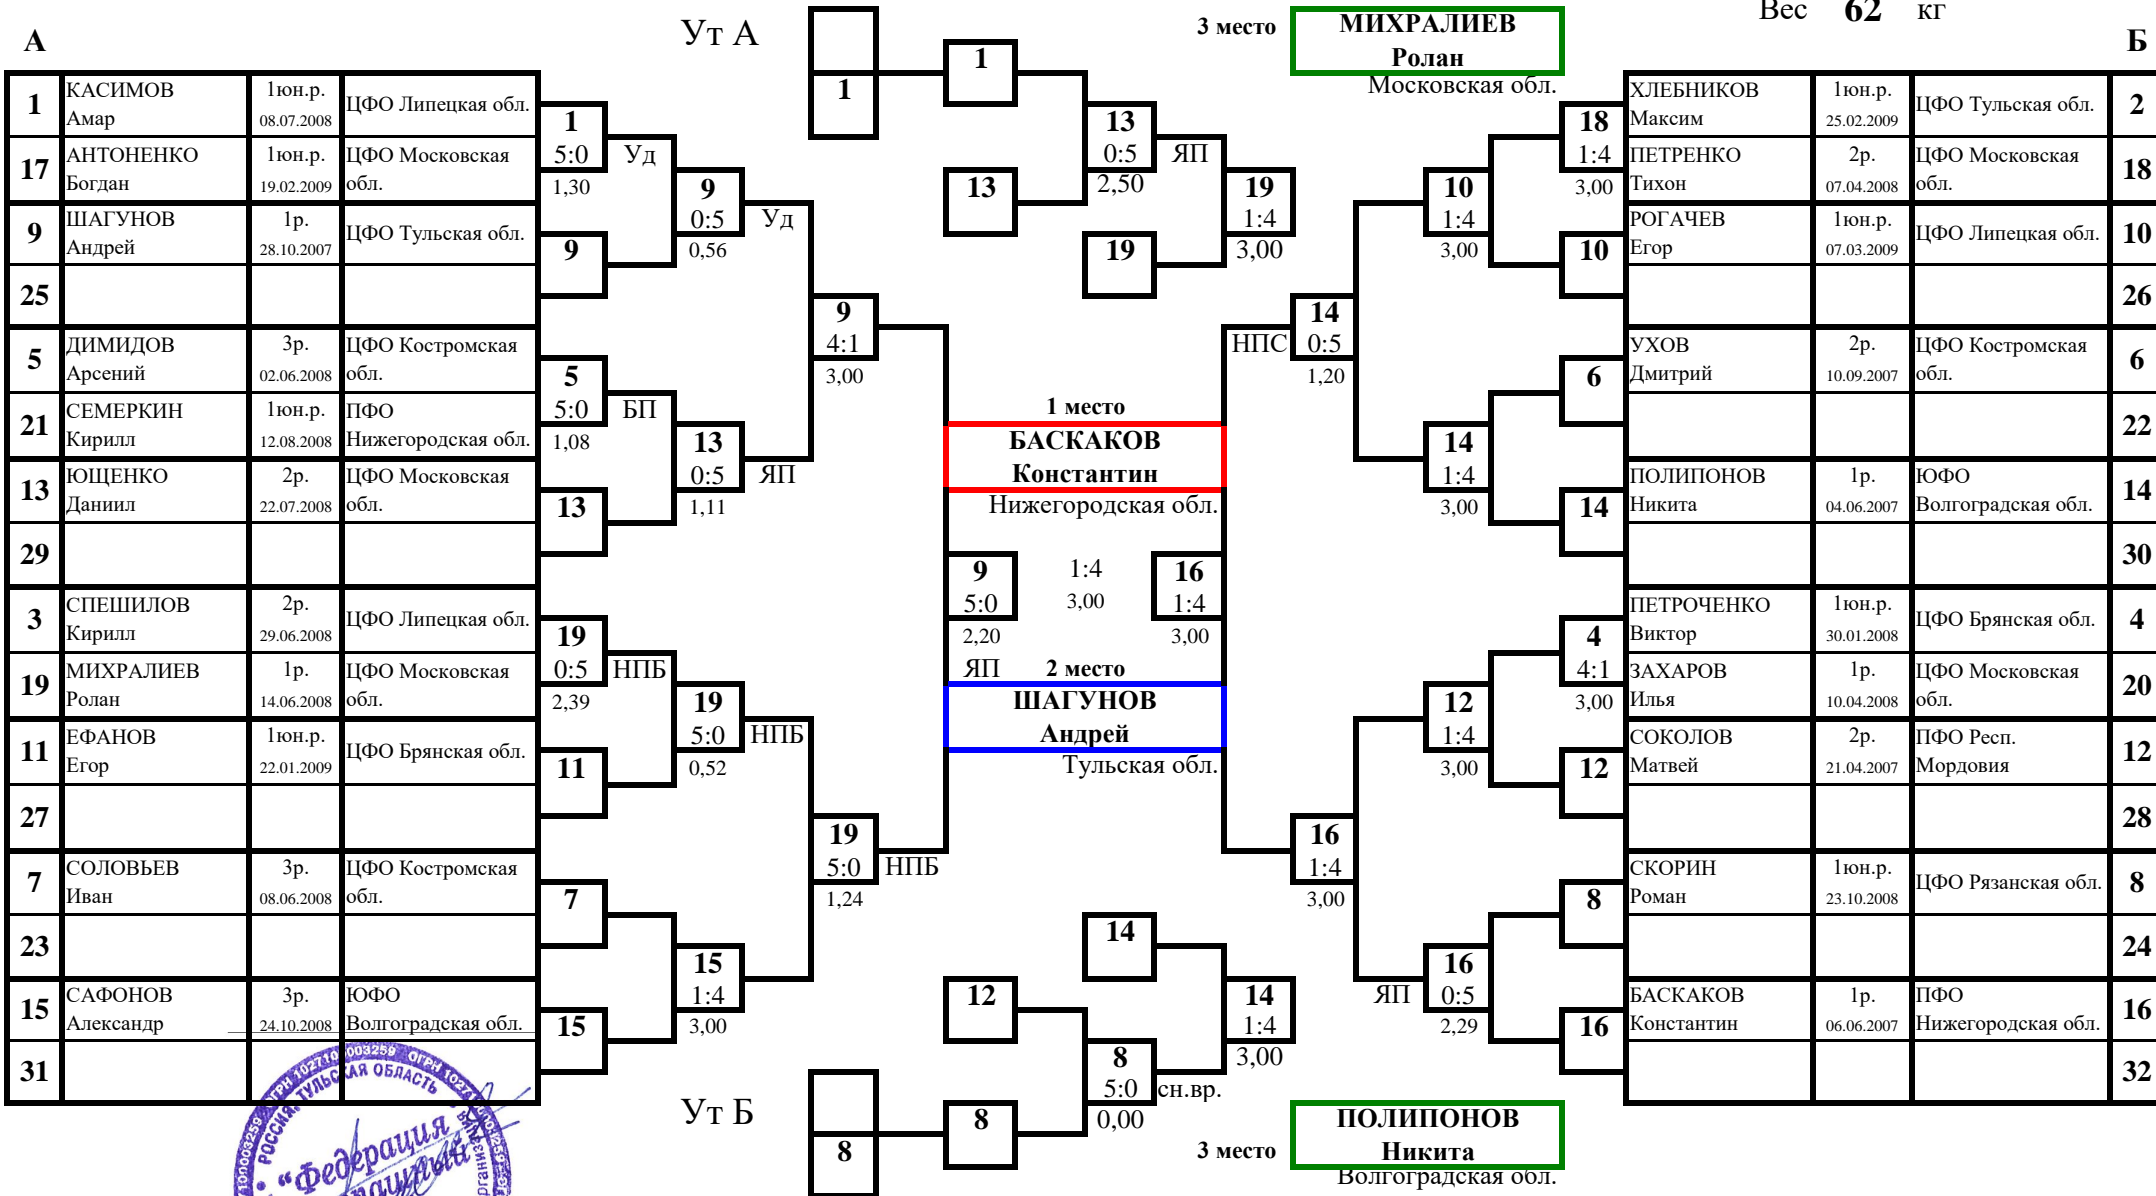 Ут А
3 место
МИХРАЛИЕВ
Ролан
Московская обл.
Вес 62 кг
А
Б
1 КАСИМОВ Амар 1юн.р. 08.07.2008 ЦФО Липецкая обл.
17 АНТОНЕНКО Богдан 1юн.р. 19.02.2009 ЦФО Московская обл.
9 ШАГУНОВ Андрей 1р. 28.10.2007 ЦФО Тульская обл.
25
5 ДИМИДОВ Арсений 3р. 02.06.2008 ЦФО Костромская обл.
21 СЕМЕРКИН Кирилл 1юн.р. 12.08.2008 ПФО Нижегородская обл.
13 ЮЩЕНКО Даниил 2р. 22.07.2008 ЦФО Московская обл.
29
3 СПЕШИЛОВ Кирилл 2р. 29.06.2008 ЦФО Липецкая обл.
19 МИХРАЛИЕВ Ролан 1р. 14.06.2008 ЦФО Московская обл.
11 ЕФАНОВ Егор 1юн.р. 22.01.2009 ЦФО Брянская обл.
27
7 СОЛОВЬЕВ Иван 3р. 08.06.2008 ЦФО Костромская обл.
23
15 САФОНОВ Александр 3р. 24.10.2008 ЮФО Волгоградская обл.
31
1 5:0 1,30 Уд
9
5 5:0 1,08 БП
13
19 0:5 2,39 НПБ
11
7
15
9 0:5 0,56 Уд
13 0:5 1,11 ЯП
19 5:0 0,52 НПБ
15 1:4 3,00
9 4:1 3,00
19 5:0 1,24 НПБ
1
1
13
13 0:5 2,50 ЯП
19
19 1:4 3,00
1 место
БАСКАКОВ
Константин
Нижегородская обл.
9 5:0 2,20 ЯП
1:4
3,00
16 1:4 3,00
2 место
ШАГУНОВ
Андрей
Тульская обл.
14
12
14 1:4 3,00
8 5:0 0,00 сн.вр.
8
8
Ут Б
3 место
ПОЛИПОНОВ
Никита
Волгоградская обл.
14 0:5 1,20 НПС
16 1:4 3,00
10 1:4 3,00
14 1:4 3,00
12 1:4 3,00
16 0:5 2,29 ЯП
18 1:4 3,00
10
6
14
4 4:1 3,00
12
8
16
ХЛЕБНИКОВ Максим 1юн.р. 25.02.2009 ЦФО Тульская обл. 2
ПЕТРЕНКО Тихон 2р. 07.04.2008 ЦФО Московская обл. 18
РОГАЧЕВ Егор 1юн.р. 07.03.2009 ЦФО Липецкая обл. 10
26
УХОВ Дмитрий 2р. 10.09.2007 ЦФО Костромская обл. 6
22
ПОЛИПОНОВ Никита 1р. 04.06.2007 ЮФО Волгоградская обл. 14
30
ПЕТРОЧЕНКО Виктор 1юн.р. 30.01.2008 ЦФО Брянская обл. 4
ЗАХАРОВ Илья 1р. 10.04.2008 ЦФО Московская обл. 20
СОКОЛОВ Матвей 2р. 21.04.2007 ПФО Респ. Мордовия 12
28
СКОРИН Роман 1юн.р. 23.10.2008 ЦФО Рязанская обл. 8
24
БАСКАКОВ Константин 1р. 06.06.2007 ПФО Нижегородская обл. 16
32
РОССИЯ ТУЛЬСКАЯ ОБЛАСТЬ
"Федерация